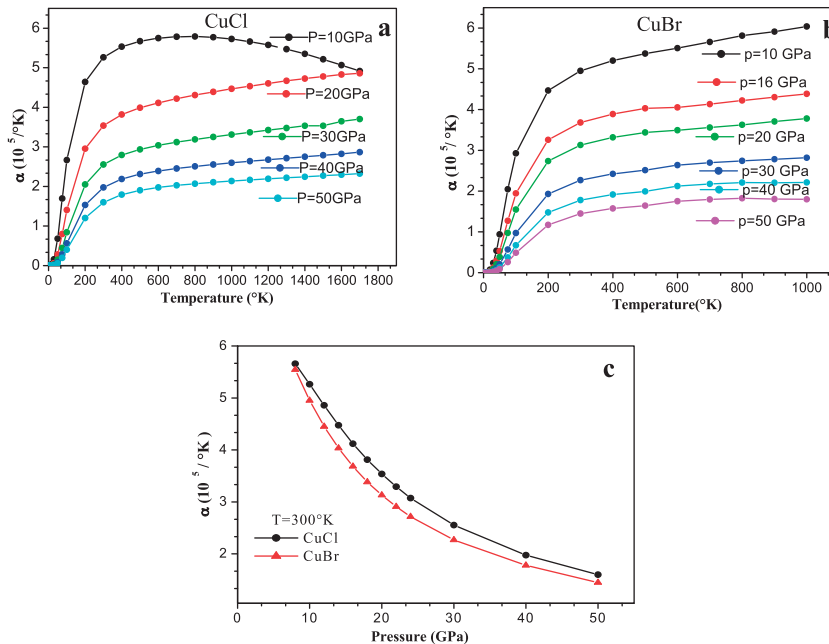 CuCl
a
α (10⁻⁵/°K)
6
5
4
3
2
1
0
P=10GPa
P=20GPa
P=30GPa
P=40GPa
P=50GPa
0 200 400 600 800 1000 1200 1400 1600 1800
Temperature (°K)
CuBr
b
α (10⁻⁵/°K)
6
5
4
3
2
1
0
p=10 GPa
p=16 GPa
p=20 GPa
p=30 GPa
p=40 GPa
p=50 GPa
0 200 400 600 800 1000
Temperature(°K)
c
α (10⁻⁵/ °K)
6
5
4
3
2
T=300°K
CuCl
CuBr
0 10 20 30 40 50
Pressure (GPa)